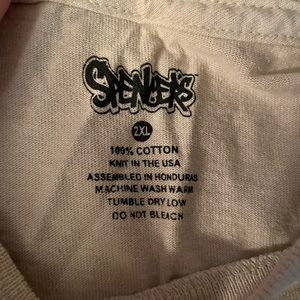 SPENCER'S
2XL
100% COTTON
KNIT IN THE USA
ASSEMBLED IN HONDURAS
MACHINE WASH WARM
TUMBLE DRY LOW
DO NOT BLEACH